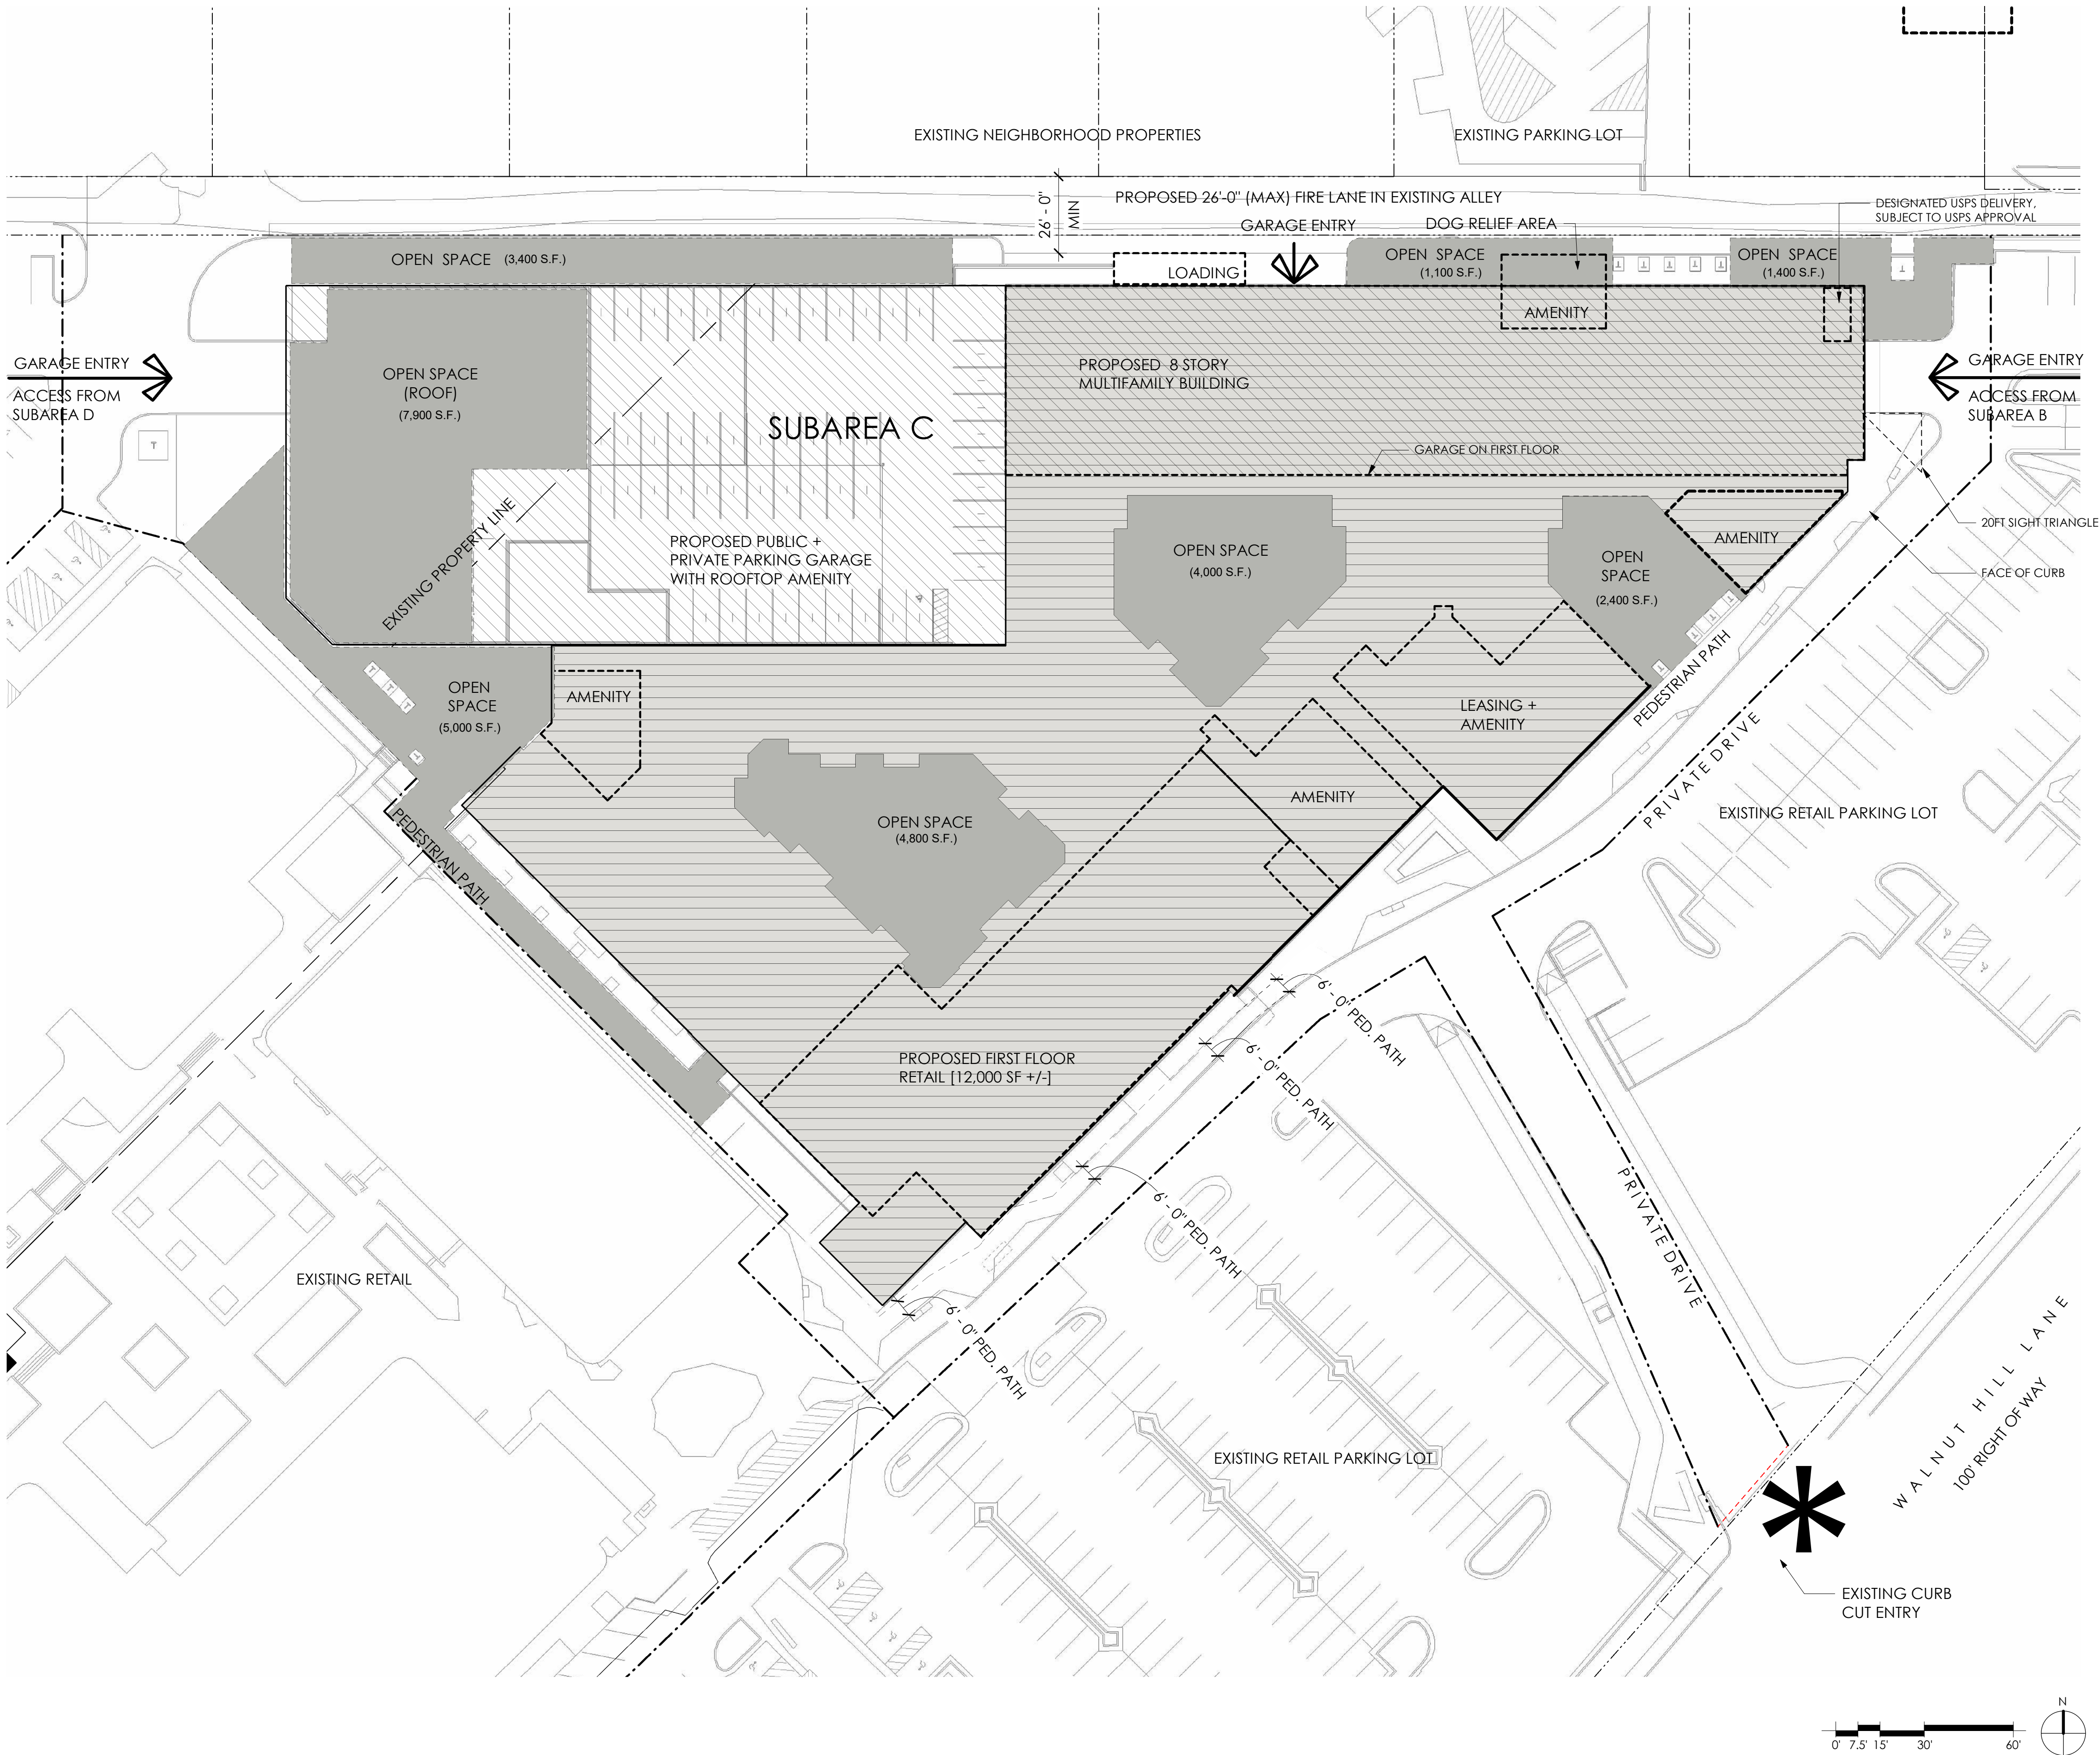 EXISTING NEIGHBORHOOD PROPERTIES
EXISTING PARKING LOT
26' - 0"
MIN
PROPOSED 26'-0" (MAX) FIRE LANE IN EXISTING ALLEY
DESIGNATED USPS DELIVERY,
SUBJECT TO USPS APPROVAL
GARAGE ENTRY
DOG RELIEF AREA
OPEN SPACE (3,400 S.F.)
LOADING
OPEN SPACE
(1,100 S.F.)
OPEN SPACE
(1,400 S.F.)
AMENITY
GARAGE ENTRY
ACCESS FROM
SUBAREA D
OPEN SPACE
(ROOF)
(7,900 S.F.)
SUBAREA C
PROPOSED 8 STORY
MULTIFAMILY BUILDING
GARAGE ENTRY
ACCESS FROM
SUBAREA B
GARAGE ON FIRST FLOOR
EXISTING PROPERTY LINE
PROPOSED PUBLIC +
PRIVATE PARKING GARAGE
WITH ROOFTOP AMENITY
OPEN SPACE
(4,000 S.F.)
OPEN
SPACE
(2,400 S.F.)
AMENITY
20FT SIGHT TRIANGLE
FACE OF CURB
OPEN
SPACE
(5,000 S.F.)
AMENITY
LEASING +
AMENITY
PEDESTRIAN PATH
PRIVATE DRIVE
PEDESTRIAN PATH
OPEN SPACE
(4,800 S.F.)
AMENITY
EXISTING RETAIL PARKING LOT
6' - 0" PED. PATH
6' - 0" PED. PATH
PROPOSED FIRST FLOOR
RETAIL [12,000 SF +/-]
6' - 0" PED. PATH
PRIVATE DRIVE
EXISTING RETAIL
6' - 0" PED. PATH
EXISTING RETAIL PARKING LOT
WALNUT HILL LANE
100' RIGHT OF WAY
EXISTING CURB
CUT ENTRY
N
0' 7.5' 15' 30' 60'